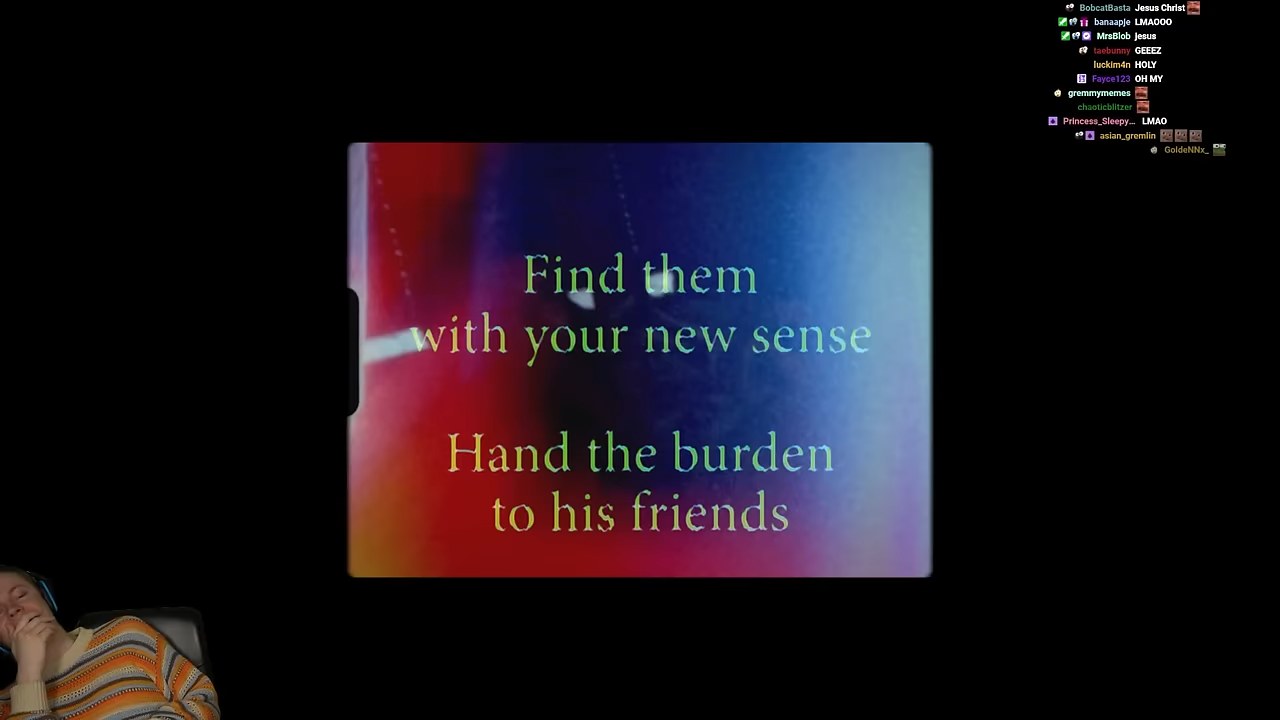 BobcatBasta Jesus Christ
banaapje LMAOOO
MrsBlob jesus
taebunny GEEEZ
luckim4n HOLY
Fayce123 OH MY
gremmymemes
chaoticblitzer
Princess_Sleepy... LMAO
asian_gremlin
GoldeNNx_
Find them
with your new sense
Hand the burden
to his friends